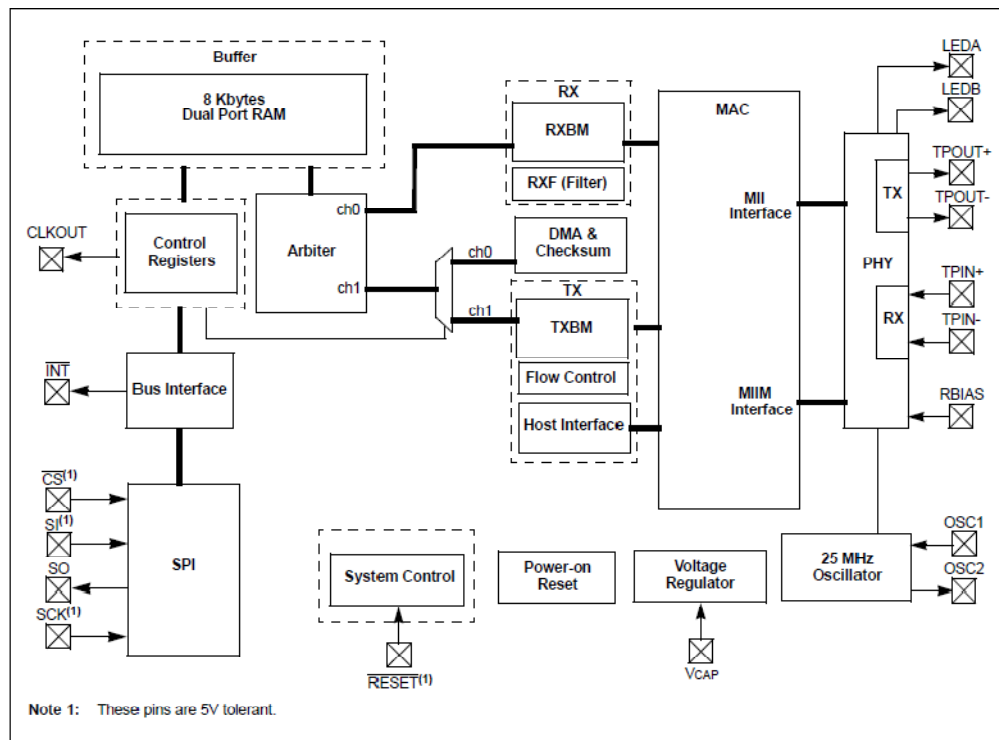 Buffer
8 Kbytes
Dual Port RAM
CLKOUT
Control
Registers
Arbiter
ch0
ch1
RX
RXBM
RXF (Filter)
ch0
DMA &
Checksum
ch1
TX
TXBM
Flow Control
Host Interface
MAC
MII
Interface
MIIM
Interface
LEDA
LEDB
TPOUT+
TX
TPOUT-
PHY
TPIN+
RX
TPIN-
RBIAS
INT
Bus Interface
CS(1)
SI(1)
SO
SCK(1)
SPI
System Control
RESET(1)
Power-on
Reset
Voltage
Regulator
VCAP
25 MHz
Oscillator
OSC1
OSC2
Note 1: These pins are 5V tolerant.